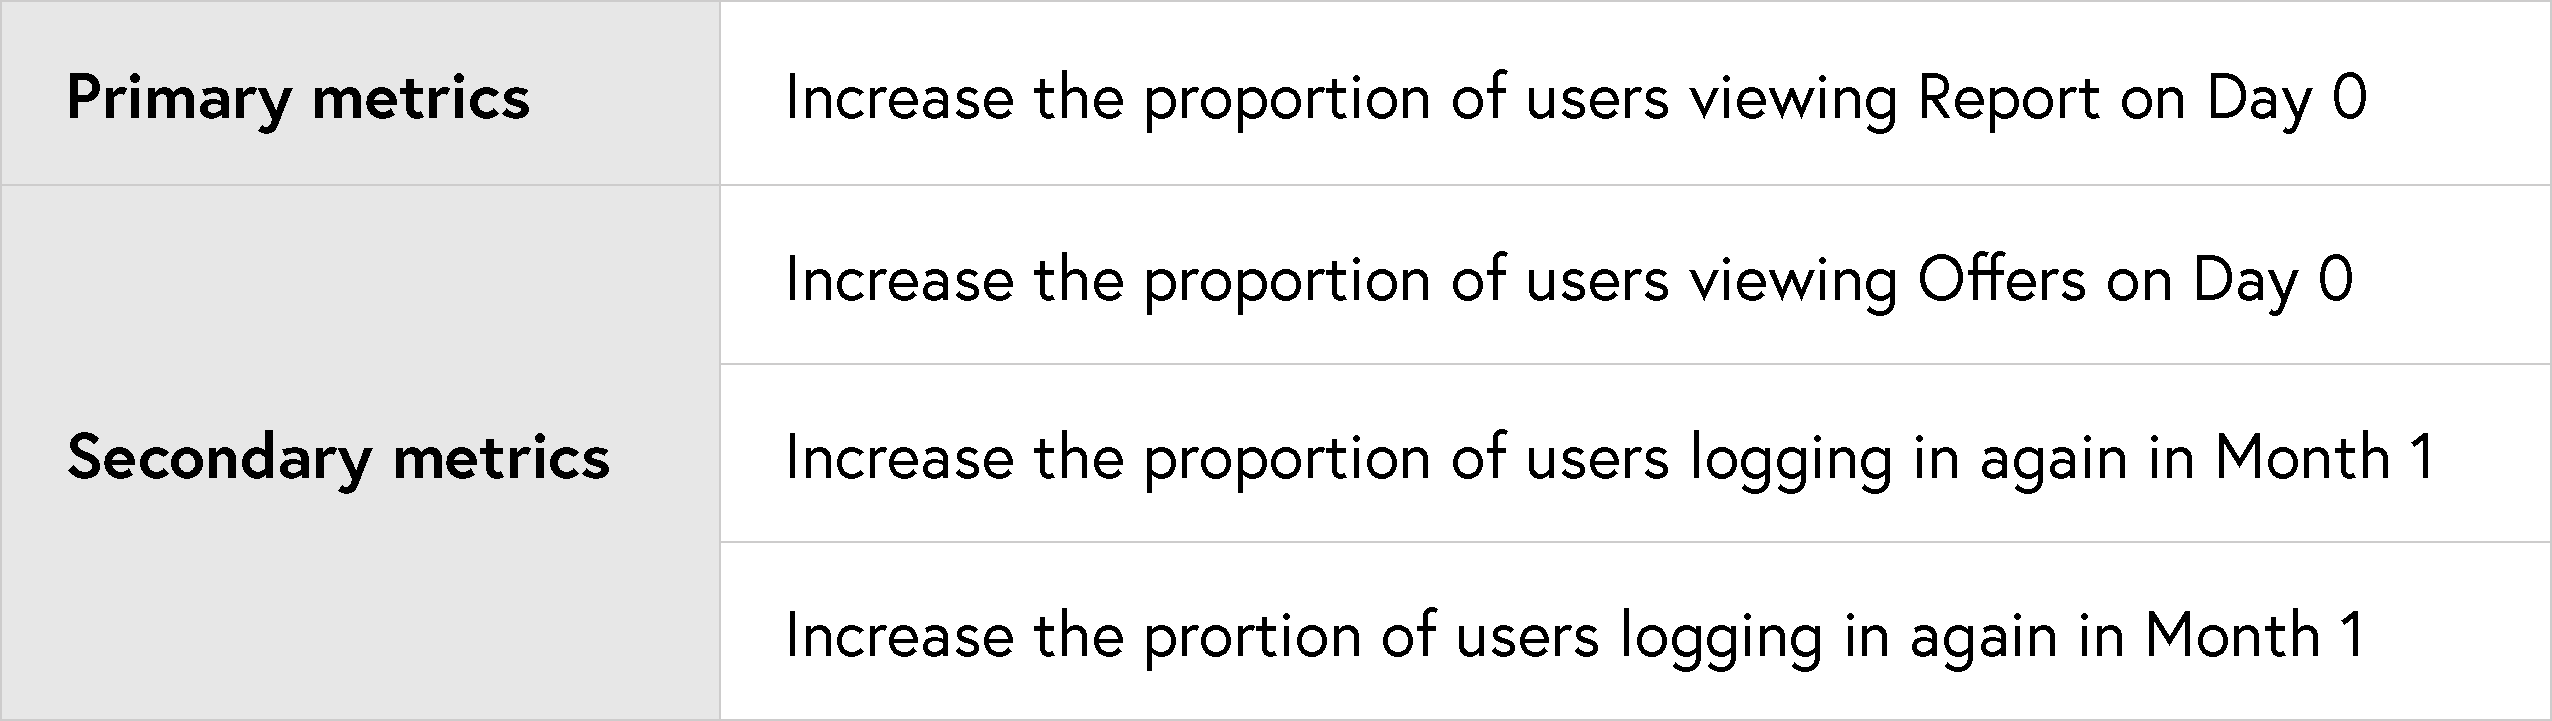 Primary metrics
Increase the proportion of users viewing Report on Day 0
Increase the proportion of users viewing Offers on Day 0
Secondary metrics
Increase the proportion of users logging in again in Month 1
Increase the prortion of users logging in again in Month 1